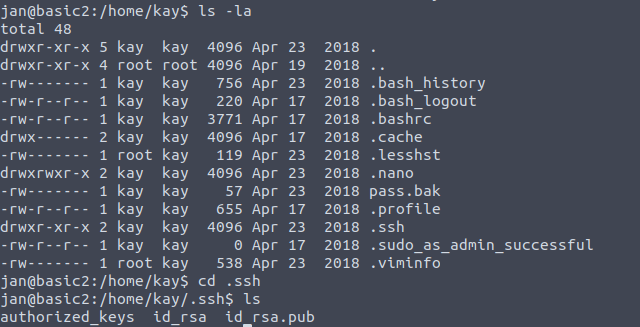 jan@basic2:/home/kay$ ls -la
total 48
drwxr-xr-x 5 kay  kay  4096 Apr 23  2018 .
drwxr-xr-x 4 root root 4096 Apr 19  2018 ..
-rw------- 1 kay  kay   756 Apr 23  2018 .bash_history
-rw-r--r-- 1 kay  kay   220 Apr 17  2018 .bash_logout
-rw-r--r-- 1 kay  kay  3771 Apr 17  2018 .bashrc
drwx------ 2 kay  kay  4096 Apr 17  2018 .cache
-rw------- 1 root kay   119 Apr 23  2018 .lesshst
drwxrwxr-x 2 kay  kay  4096 Apr 23  2018 .nano
-rw------- 1 kay  kay    57 Apr 23  2018 pass.bak
-rw-r--r-- 1 kay  kay   655 Apr 17  2018 .profile
drwxr-xr-x 2 kay  kay  4096 Apr 23  2018 .ssh
-rw-r--r-- 1 kay  kay     0 Apr 17  2018 .sudo_as_admin_successful
-rw------- 1 root kay   538 Apr 23  2018 .viminfo
jan@basic2:/home/kay$ cd .ssh
jan@basic2:/home/kay/.ssh$ ls
authorized_keys  id_rsa  id_rsa.pub